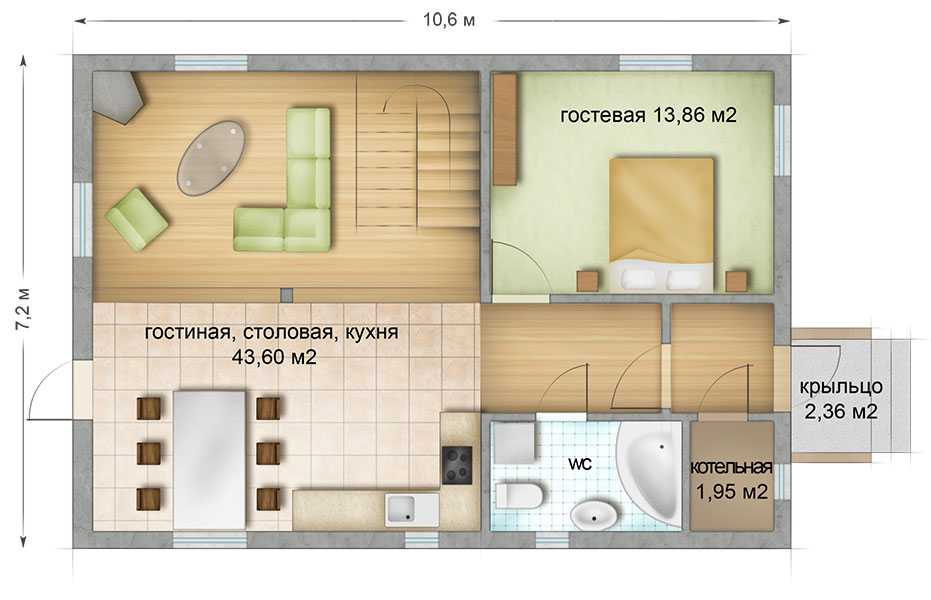 10,6 м
7,2 м
гостевая 13,86 м2
гостиная, столовая, кухня
43,60 м2
крыльцо
2,36 м2
wc
котельная
1,95 м2